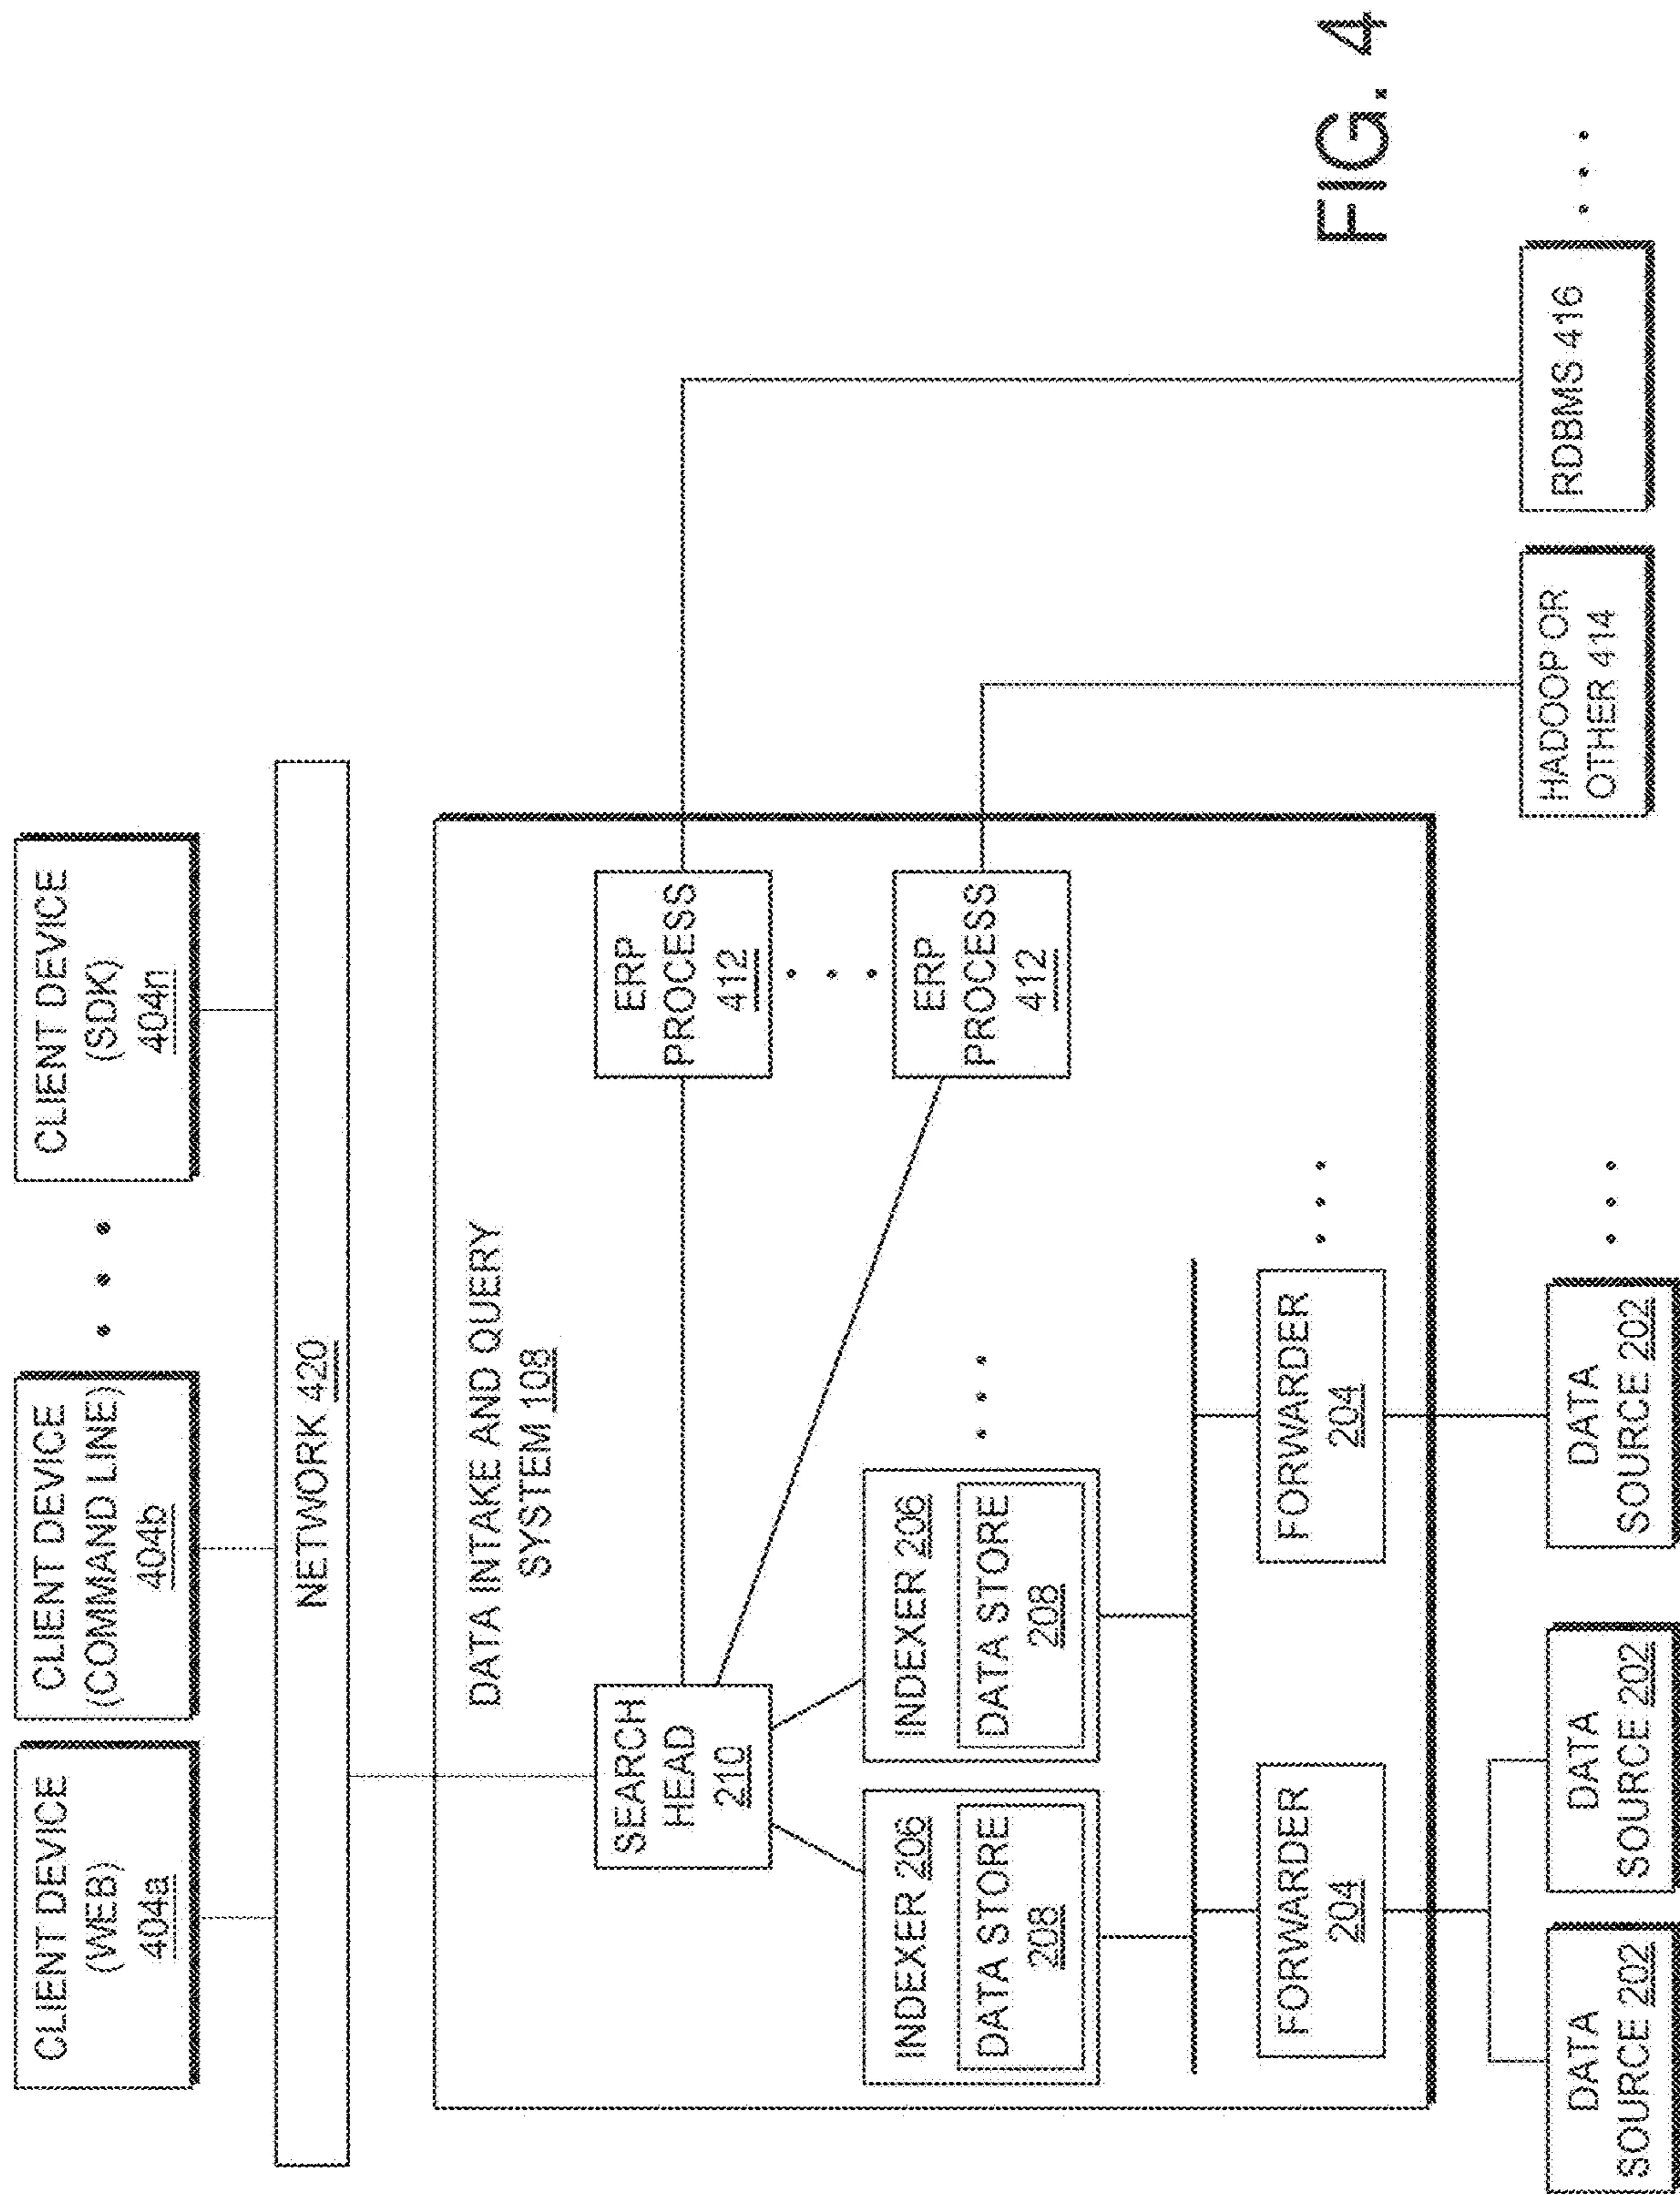 CLIENT DEVICE
(WEB)
404a
CLIENT DEVICE
(COMMAND LINE)
404b
CLIENT DEVICE
(SDK)
404n
NETWORK 420
DATA INTAKE AND QUERY
SYSTEM 108
SEARCH
HEAD
210
ERP
PROCESS
412
ERP
PROCESS
412
INDEXER 206
DATA STORE
208
INDEXER 206
DATA STORE
208
FORWARDER
204
FORWARDER
204
DATA
SOURCE 202
DATA
SOURCE 202
DATA
SOURCE 202
HADOOP OR
OTHER 414
RDBMS 416
FIG. 4